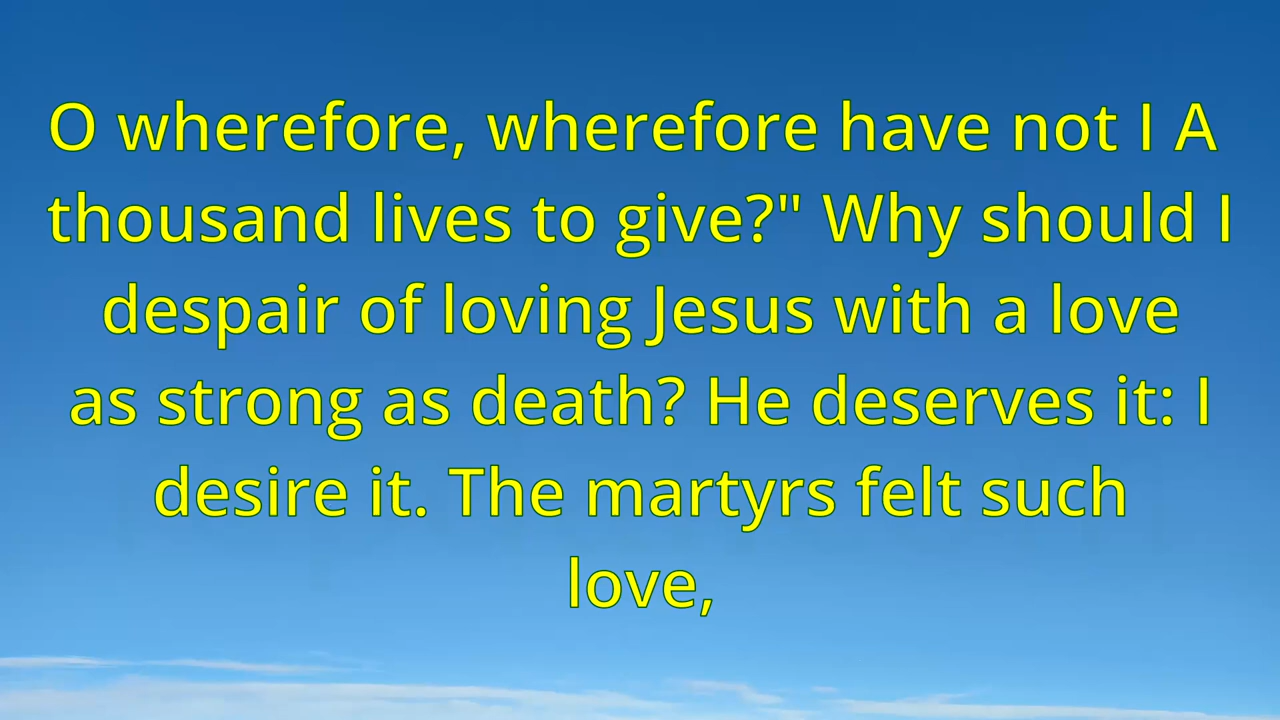 O wherefore, wherefore have not I A
thousand lives to give?" Why should I
despair of loving Jesus with a love
as strong as death? He deserves it: I
desire it. The martyrs felt such
love,